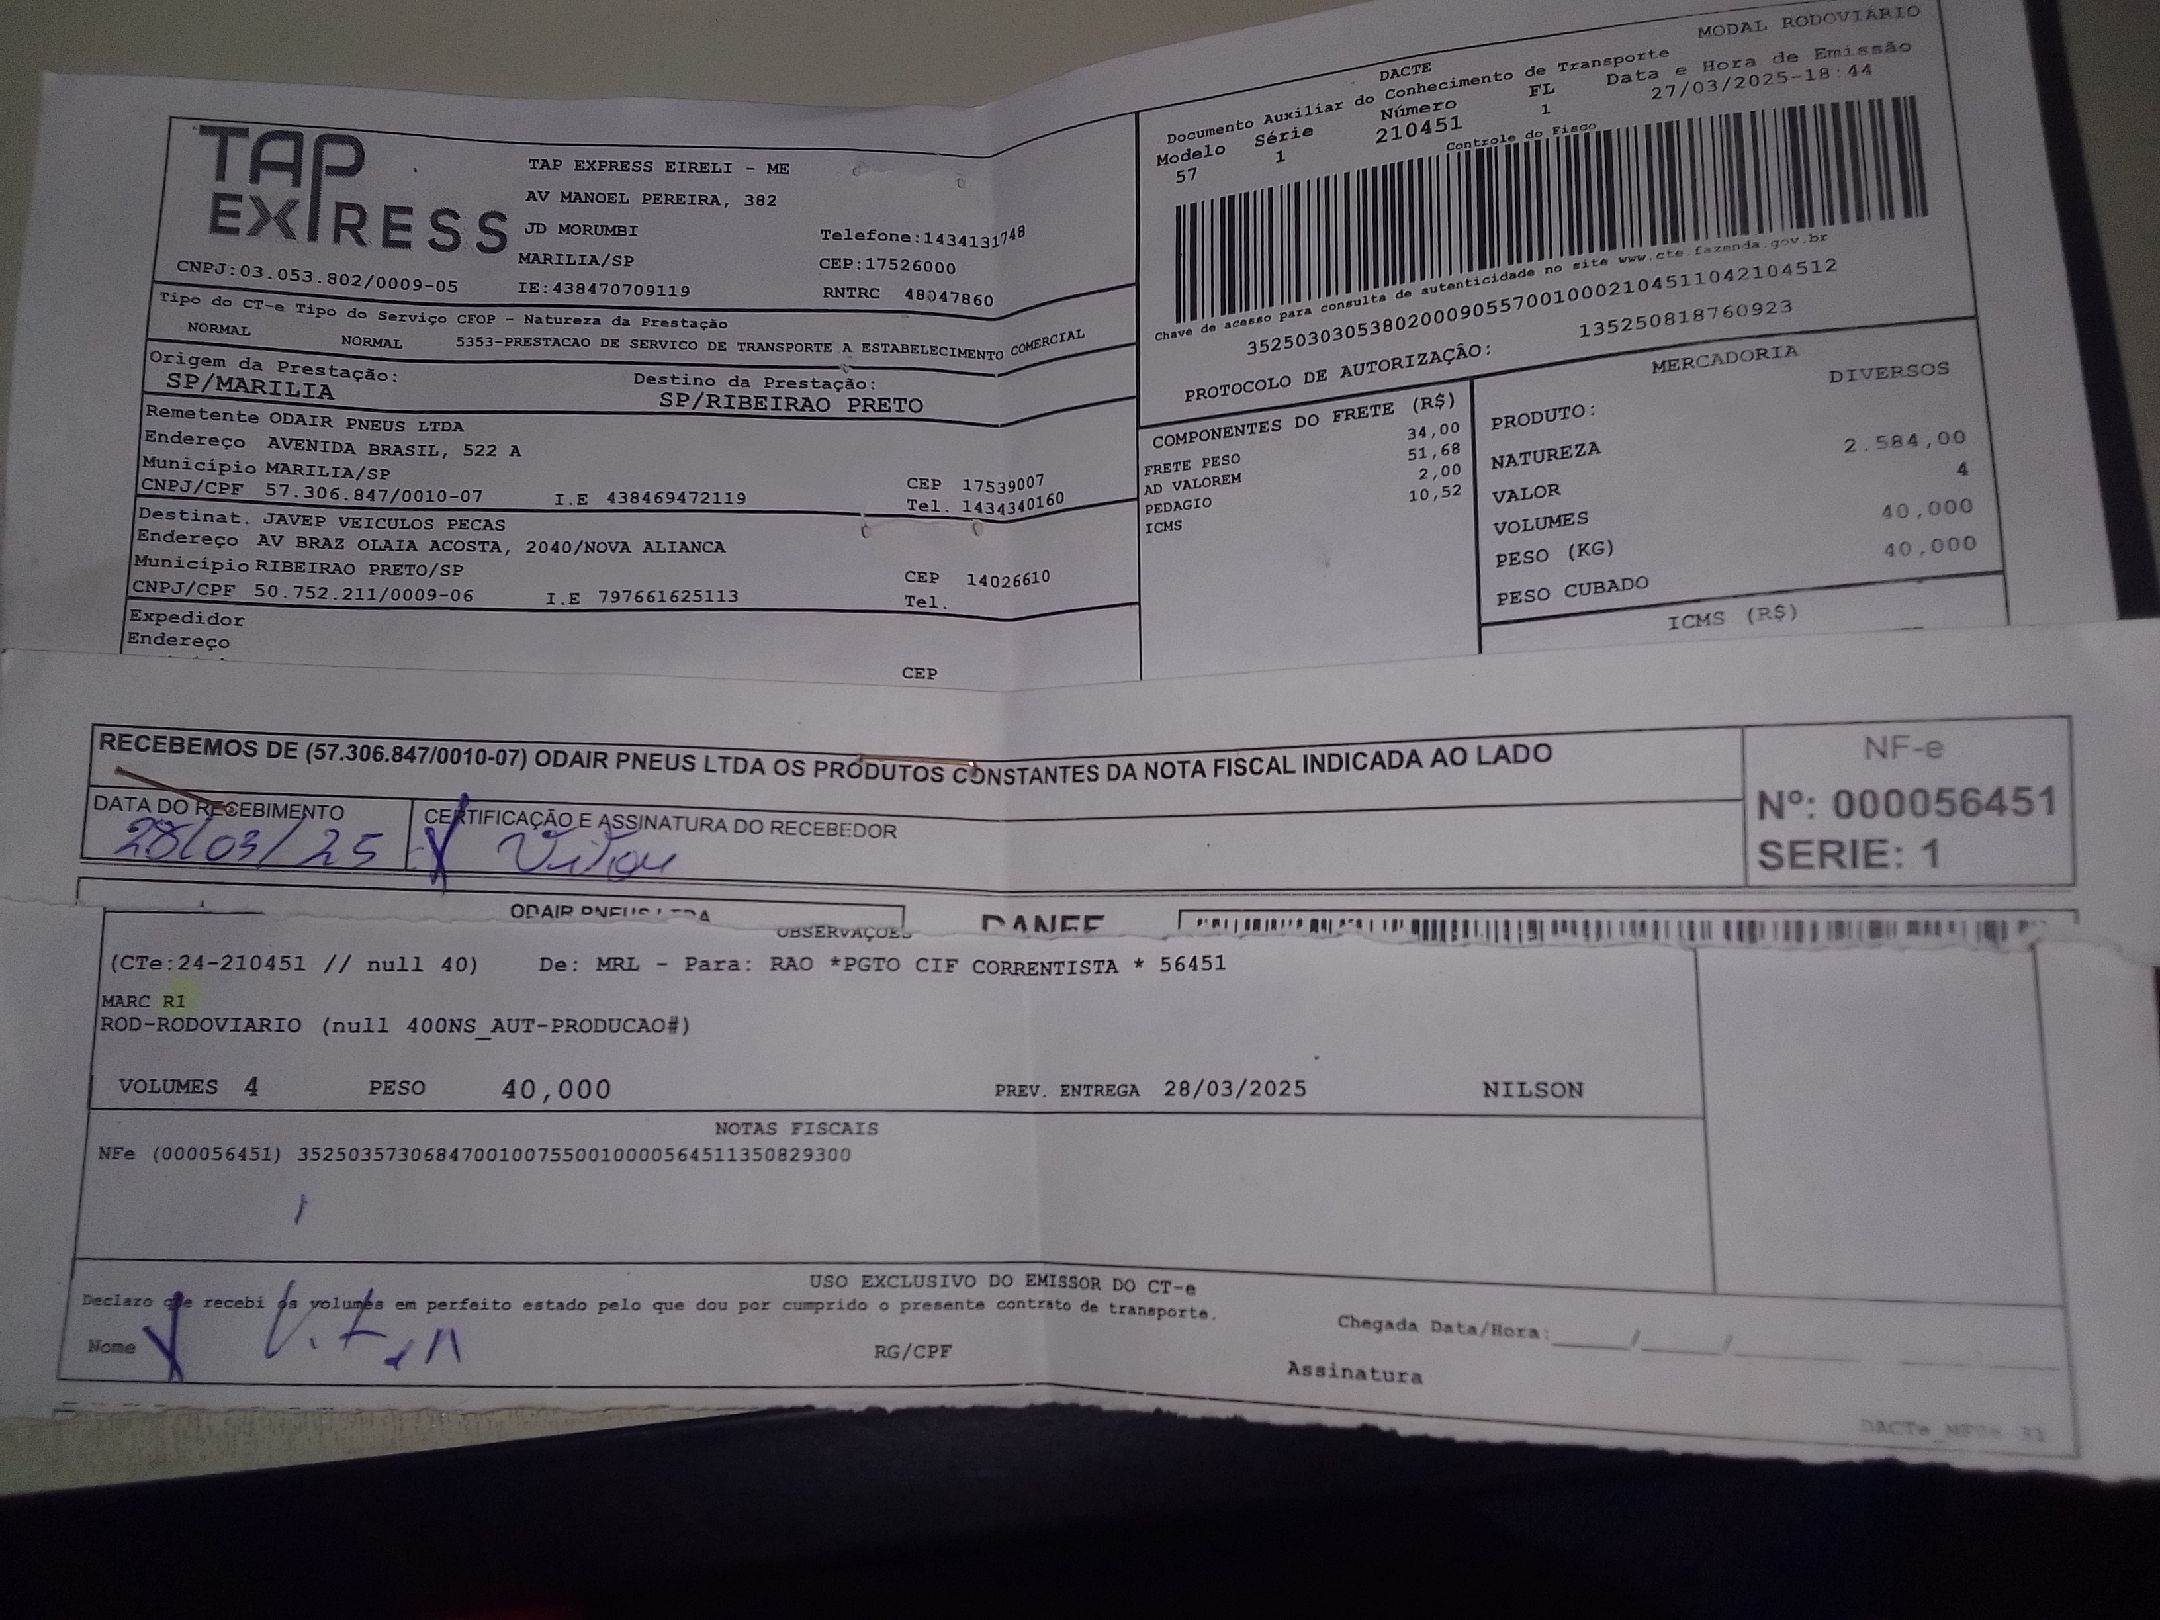 MODAL RODOVIÁRIO
DACTE
Documento Auxiliar do Conhecimento de Transporte
Modelo Série Número FL Data e Hora de Emissão
57 1 210451 1 27/03/2025-18:44
Controle do Fisco
TAP EXPRESS
TAP EXPRESS EIRELI - ME
AV MANOEL PEREIRA, 382
JD MORUMBI Telefone:1434131748
MARILIA/SP CEP:17526000
CNPJ:03.053.802/0009-05 IE:438470709119 RNTRC 48047860
Chave de acesso para consulta de autenticidade no site www.cte.fazenda.gov.br
35250303053802000905570010002104511042104512
PROTOCOLO DE AUTORIZAÇÃO: 135250818760923
Tipo do CT-e Tipo do Serviço CFOP - Natureza da Prestação
NORMAL NORMAL 5353-PRESTACAO DE SERVICO DE TRANSPORTE A ESTABELECIMENTO COMERCIAL
Origem da Prestação: Destino da Prestação:
SP/MARILIA SP/RIBEIRAO PRETO
Remetente ODAIR PNEUS LTDA
Endereço AVENIDA BRASIL, 522 A
Município MARILIA/SP CEP 17539007
CNPJ/CPF 57.306.847/0010-07 I.E 438469472119 Tel. 1434340160
Destinat. JAVEP VEICULOS PECAS
Endereço AV BRAZ OLAIA ACOSTA, 2040/NOVA ALIANCA
Município RIBEIRAO PRETO/SP CEP 14026610
CNPJ/CPF 50.752.211/0009-06 I.E 797661625113 Tel.
Expedidor
Endereço
CEP
COMPONENTES DO FRETE (R$)
FRETE PESO 34,00
AD VALOREM 51,68
PEDAGIO 2,00
ICMS 10,52
MERCADORIA
PRODUTO: DIVERSOS
NATUREZA
VALOR 2.584,00
VOLUMES 4
PESO (KG) 40,000
PESO CUBADO 40,000
ICMS (R$)
RECEBEMOS DE (57.306.847/0010-07) ODAIR PNEUS LTDA OS PRODUTOS CONSTANTES DA NOTA FISCAL INDICADA AO LADO
NF-e
Nº: 000056451
SERIE: 1
DATA DO RECEBIMENTO CERTIFICAÇÃO E ASSINATURA DO RECEBEDOR
28/03/25 X
ODAIR PNEUS LTDA DANFE
OBSERVAÇOES
(CTe:24-210451 // null 40) De: MRL - Para: RAO *PGTO CIF CORRENTISTA * 56451
MARC R1
ROD-RODOVIARIO (null 400NS_AUT-PRODUCAO#)
VOLUMES 4 PESO 40,000 PREV. ENTREGA 28/03/2025 NILSON
NOTAS FISCAIS
NFe (000056451) 35250357306847001007550010000564511350829300
USO EXCLUSIVO DO EMISSOR DO CT-e
Declaro que recebi os volumes em perfeito estado pelo que dou por cumprido o presente contrato de transporte.
Nome X RG/CPF Chegada Data/Hora:____/____/____
Assinatura